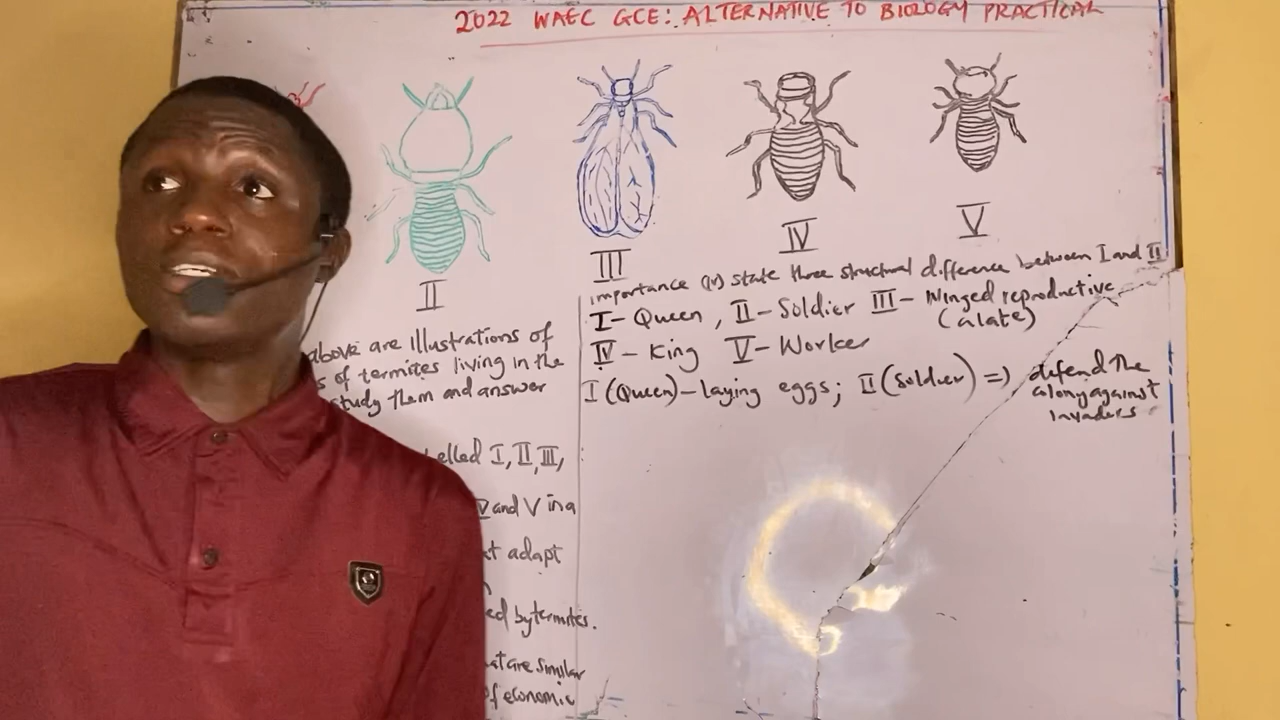 2022 WAEC GCE: ALTERNATIVE TO BIOLOGY PRACTICAL
II
III
IV
V
above are illustrations of
s of termites living in the
study them and answer
elled I, II, III,
V and V in a
t adapt
ed by termites.
at are similar
of economic
importance (iv) state three structural difference between I and II
I - Queen, II - Soldier III - Winged reproductive
(alate)
IV - King V - Worker
I (Queen) - laying eggs; II (Soldier) => defend the
colony against
invaders